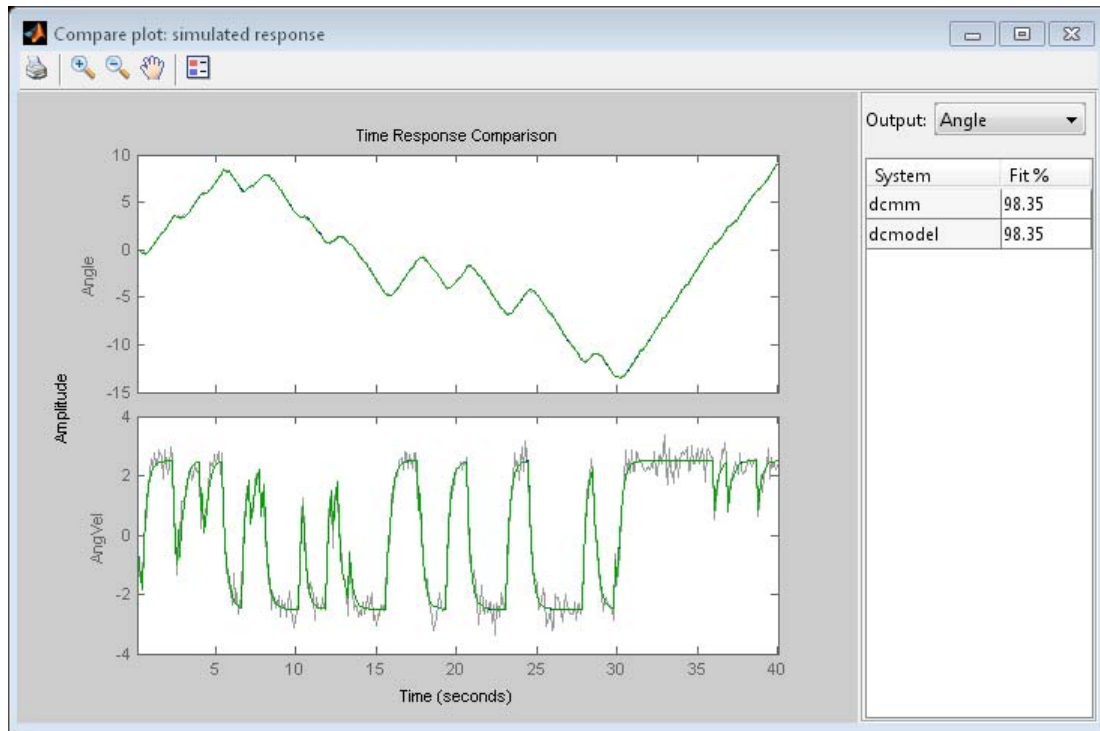 Compare plot: simulated response
Output: Angle
System Fit %
dcmm 98.35
dcmodel 98.35
Time Response Comparison
Amplitude
Angle
10
5
0
-5
-10
-15
AngVel
4
2
0
-2
-4
5 10 15 20 25 30 35 40
Time (seconds)